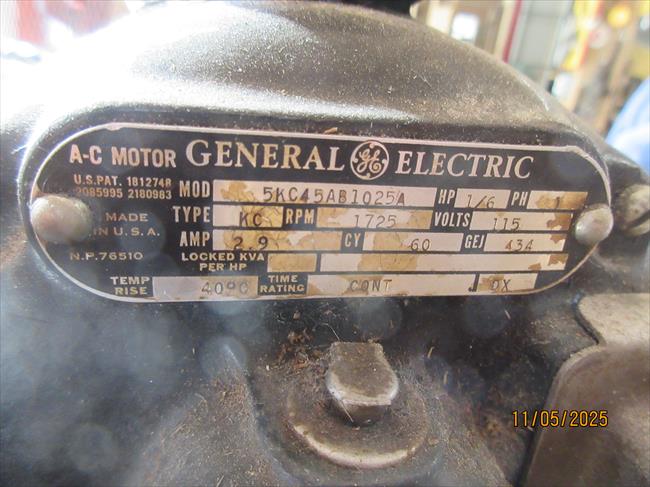 A-C MOTOR GENERAL GE ELECTRIC
U.S.PAT. 1812748
2085995 2180983
MOD 5KC45AB1025A HP 1/6 PH 1
MADE IN U.S.A.
TYPE KC RPM 1725 VOLTS 115
AMP 2.9 CY 60 GEJ 434
N.P. 76510
LOCKED KVA PER HP
TEMP RISE 40°C TIME RATING CONT DX
11/05/2025